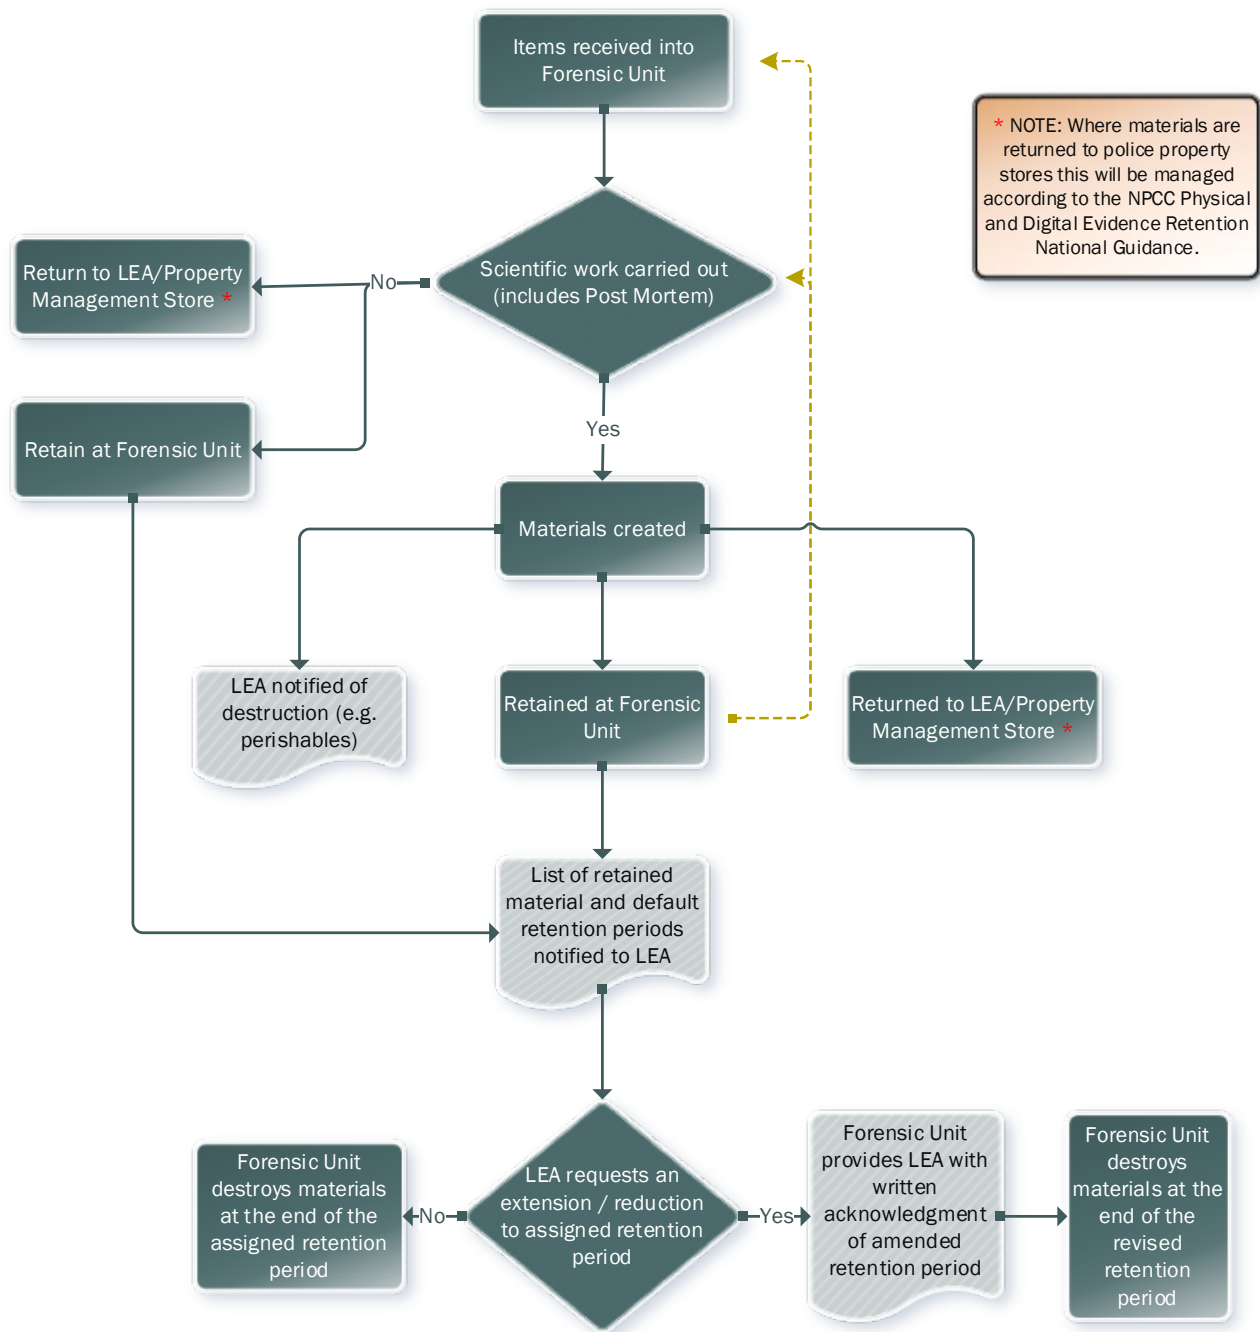 Items received into
Forensic Unit
* NOTE: Where materials are
returned to police property
stores this will be managed
according to the NPCC Physical
and Digital Evidence Retention
National Guidance.
Scientific work carried out
(includes Post Mortem)
No
Return to LEA/Property
Management Store *
Retain at Forensic Unit
Yes
Materials created
LEA notified of
destruction (e.g.
perishables)
Retained at Forensic
Unit
Returned to LEA/Property
Management Store *
List of retained
material and default
retention periods
notified to LEA
LEA requests an
extension / reduction
to assigned retention
period
No
Forensic Unit
destroys materials
at the end of the
assigned retention
period
Yes
Forensic Unit
provides LEA with
written
acknowledgment
of amended
retention period
Forensic Unit
destroys
materials at the
end of the
revised
retention
period